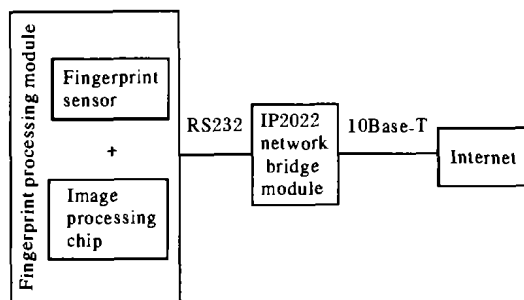 Fingerprint processing module
Fingerprint
sensor
+
Image
processing
chip
RS232
IP2022
network
bridge
module
10Base-T
Internet